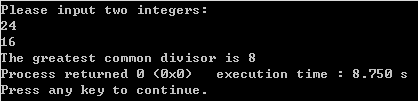 Please input two integers:
24
16
The greatest common divisor is 8
Process returned 0 (0x0)   execution time : 8.750 s
Press any key to continue.